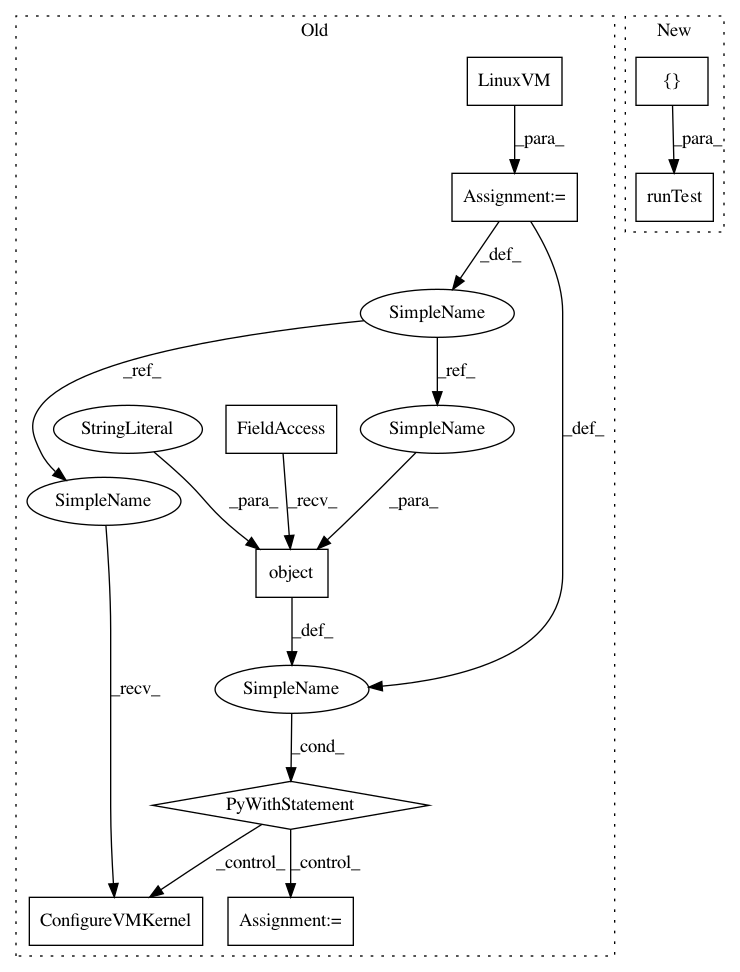 Old
New
LinuxVM
{}
_para_
_para_
Assignment:=
runTest
_def_
SimpleName
_ref_
_ref_
_def_
StringLiteral
FieldAccess
SimpleName
SimpleName
_para_
_recv_
_para_
object
_def_
SimpleName
_recv_
_cond_
PyWithStatement
_control_
_control_
ConfigureVMKernel
Assignment:=